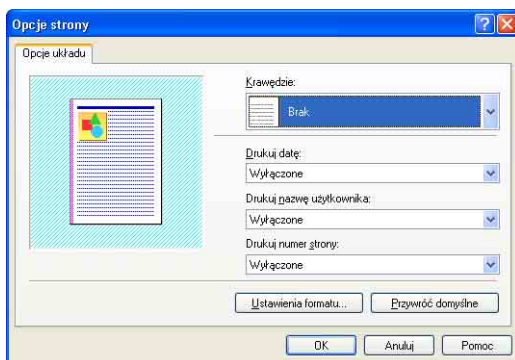 Opcje strony
Opcje układu
Krawędzie:
Brak
Drukuj datę:
Wyłączone
Drukuj nazwę użytkownika:
Wyłączone
Drukuj numer strony:
Wyłączone
Ustawienia formatu... Przywróć domyślne
OK Anuluj Pomoc